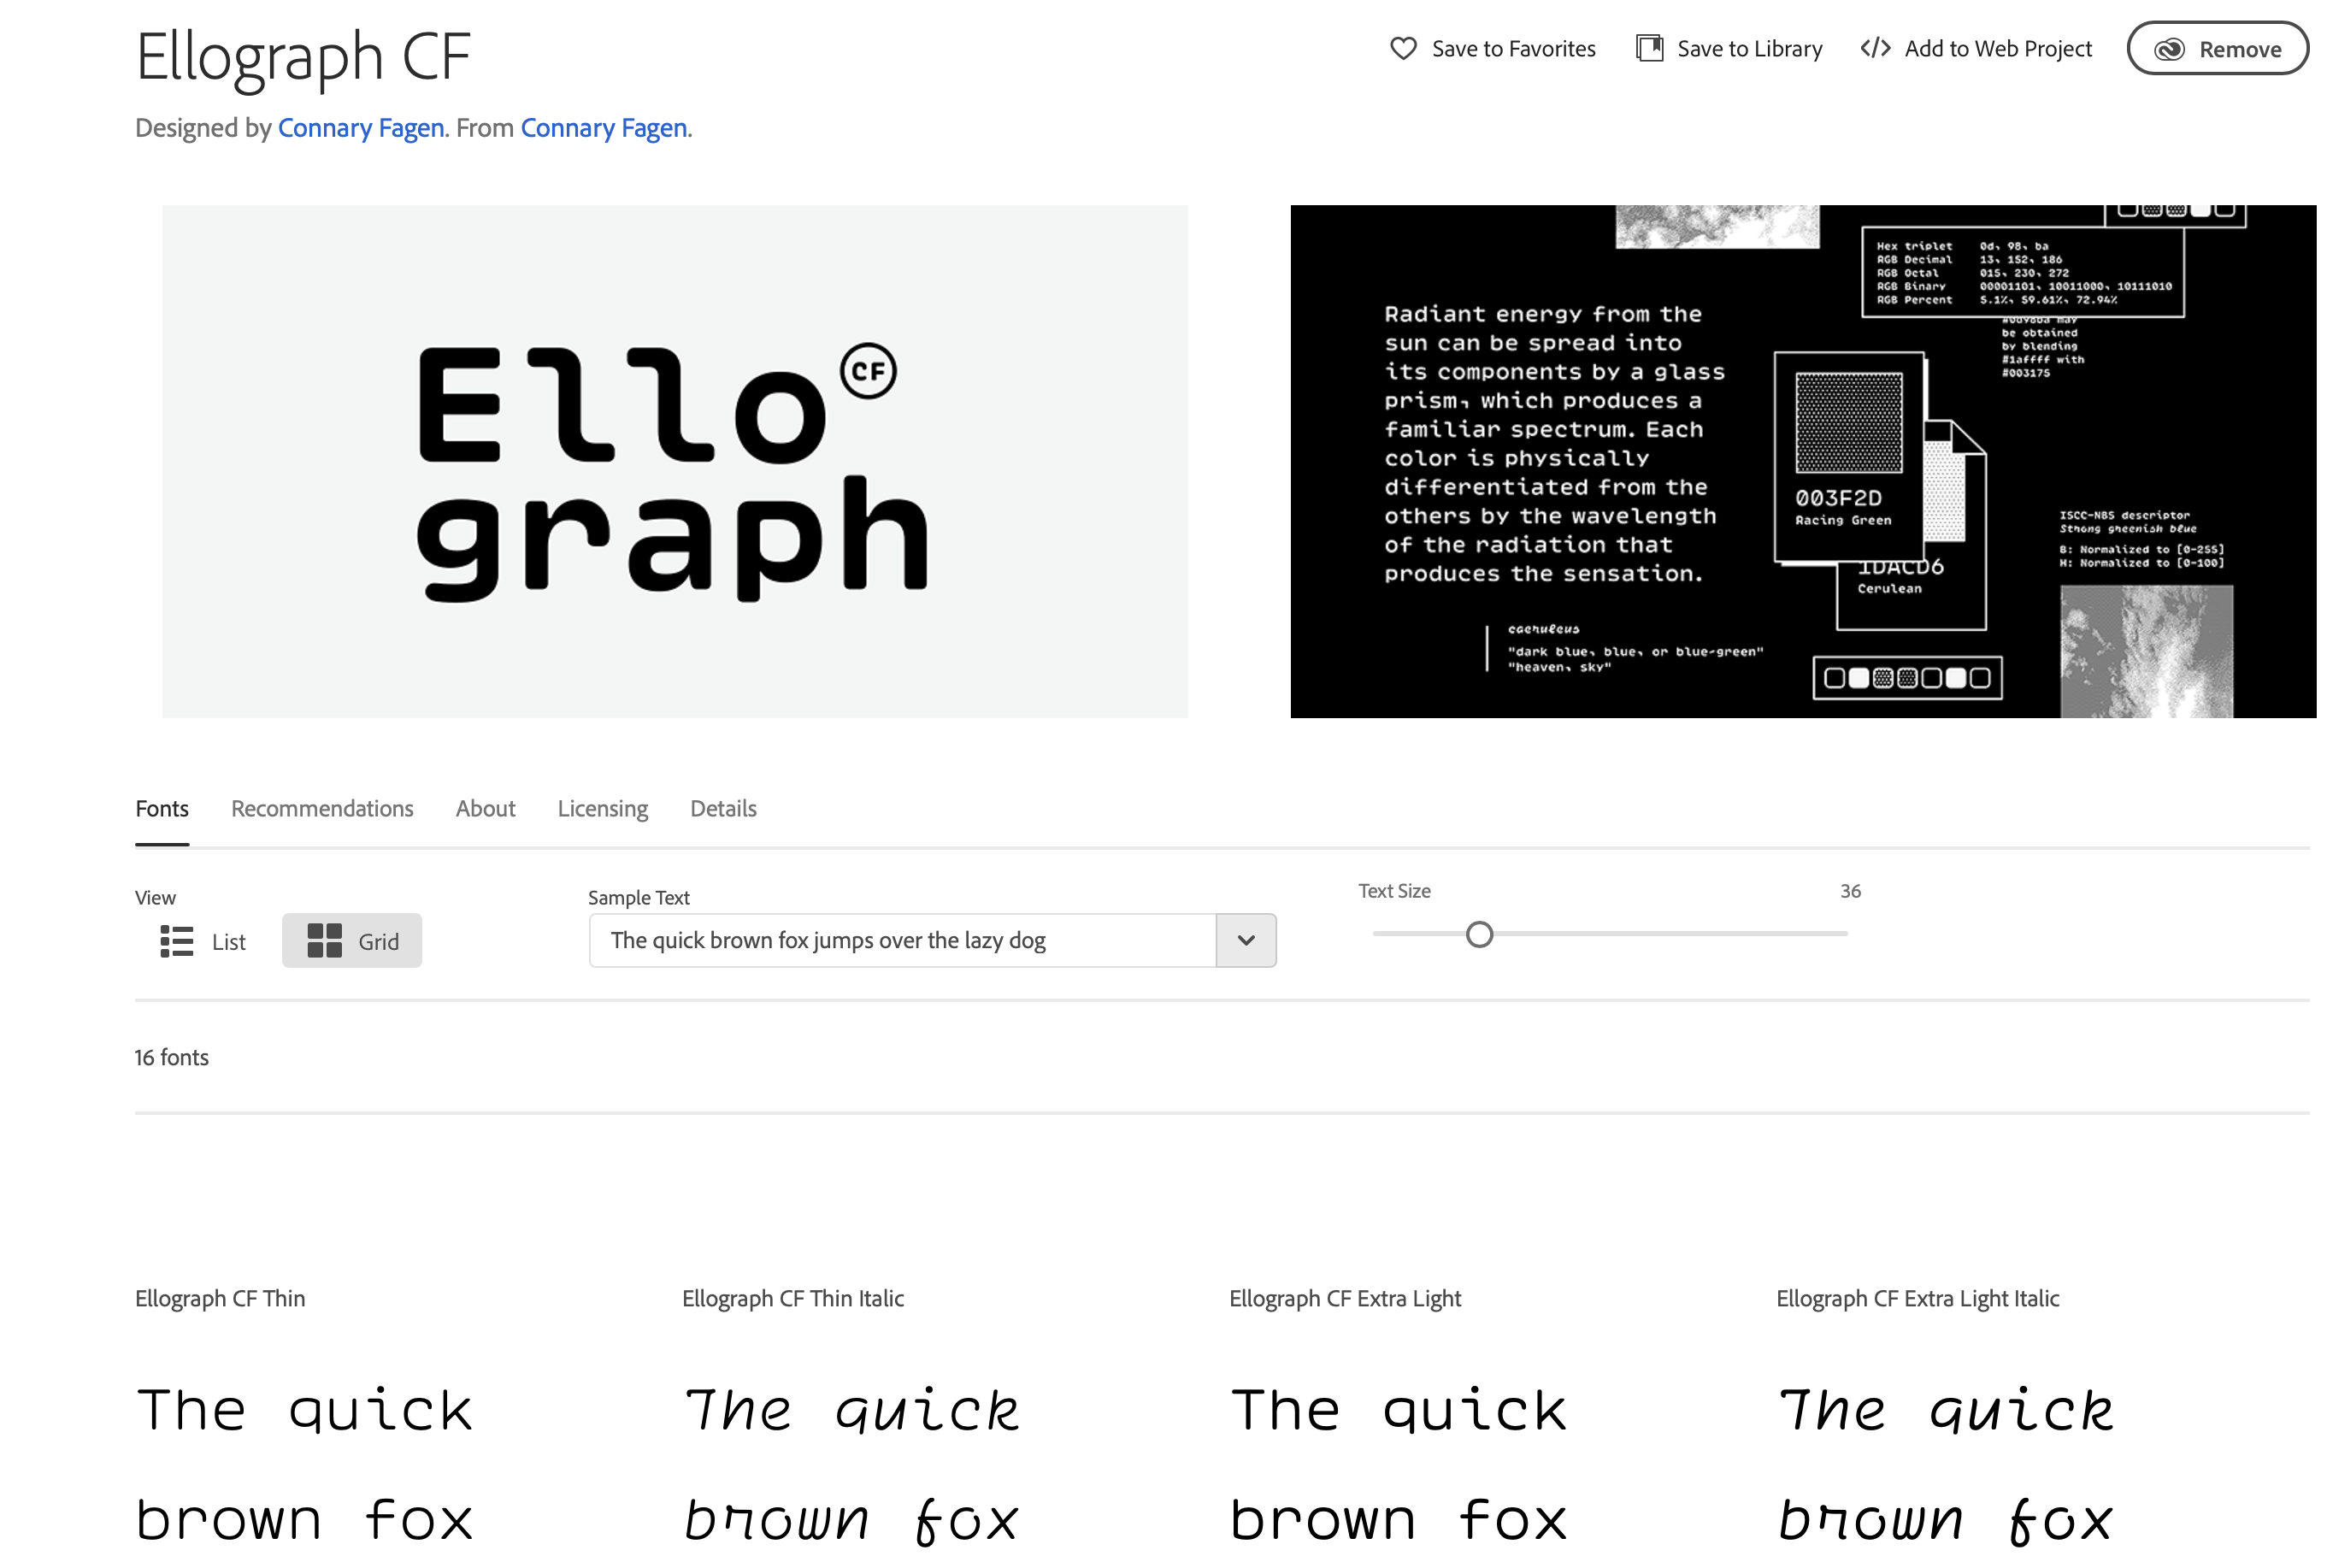 Ellograph CF
Save to Favorites
Save to Library
</> Add to Web Project
Remove
Designed by Connary Fagen. From Connary Fagen.
Ello CF
graph
Radiant energy from the
sun can be spread into
its components by a glass
prism, which produces a
familiar spectrum. Each
color is physically
differentiated from the
others by the wavelength
of the radiation that
produces the sensation.
caeruleus
"dark blue, blue, or blue-green"
"heaven, sky"
Hex triplet 0d, 98, ba
RGB Decimal 13, 152, 186
RGB Octal 015, 230, 272
RGB Binary 00001101, 10011000, 10111010
RGB Percent 5.1%, 59.61%, 72.94%
#0d98ba may
be obtained
by blending
#1affff with
#003175
003F2D
Racing Green
1DACD6
Cerulean
ISCC-NBS descriptor
Strong greenish blue
B: Normalized to [0-255]
H: Normalized to [0-100]
Fonts
Recommendations
About
Licensing
Details
View
List
Grid
Sample Text
The quick brown fox jumps over the lazy dog
Text Size
36
16 fonts
Ellograph CF Thin
The quick
brown fox
Ellograph CF Thin Italic
The quick
brown fox
Ellograph CF Extra Light
The quick
brown fox
Ellograph CF Extra Light Italic
The quick
brown fox